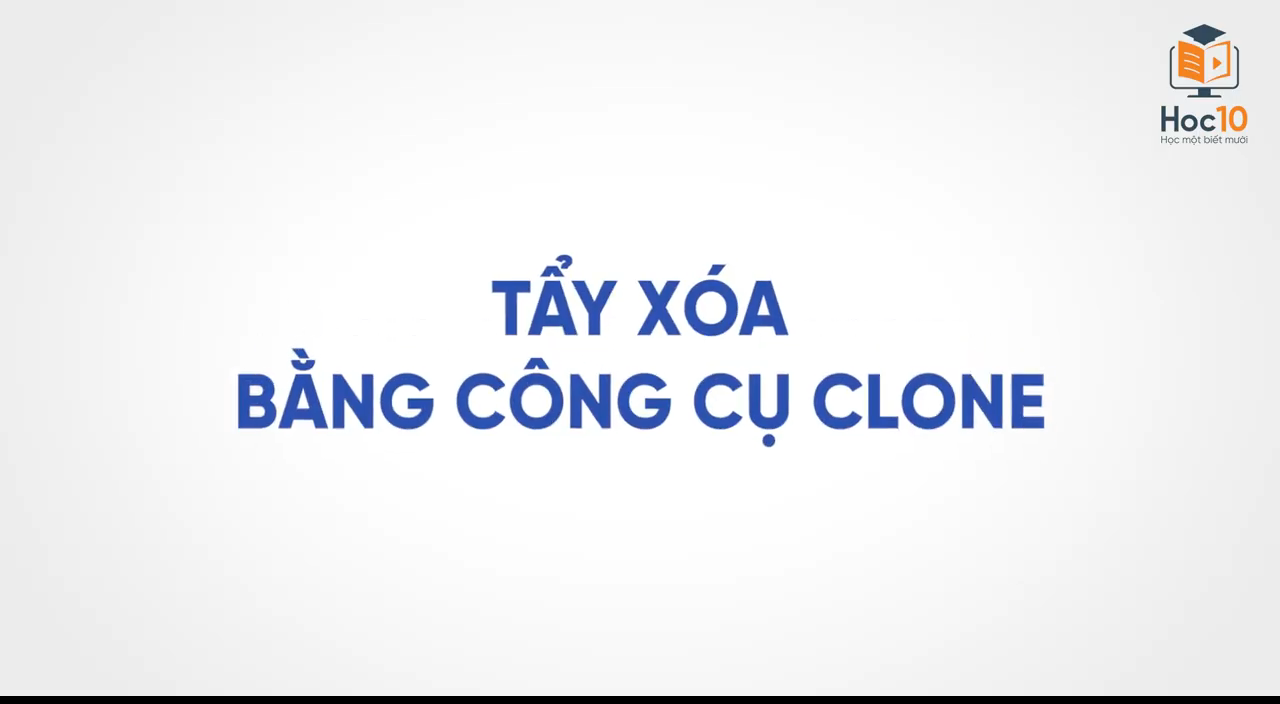 Hoc10
Học một biết mười
TẨY XÓA
BẰNG CÔNG CỤ CLONE